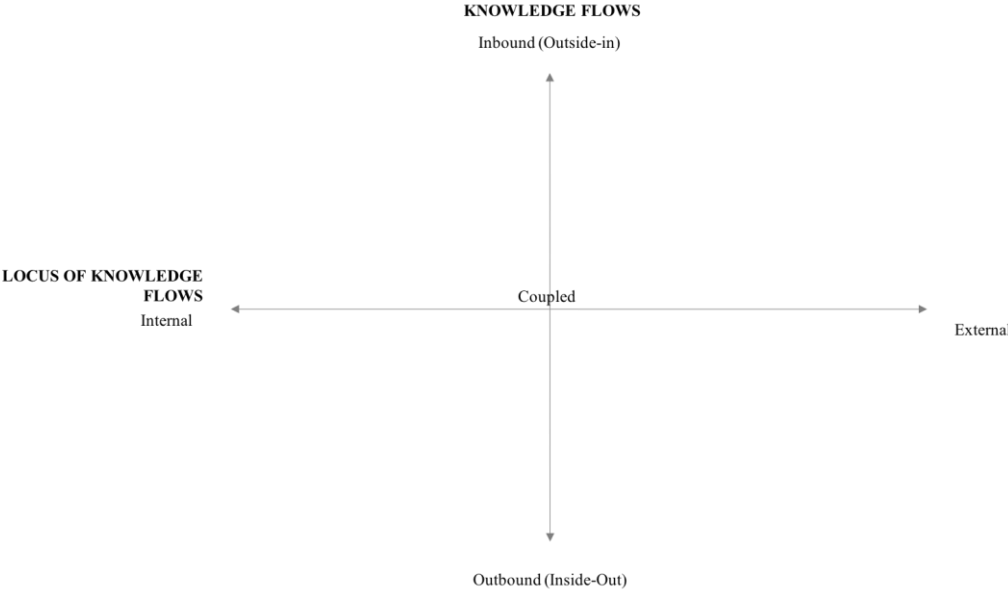 KNOWLEDGE FLOWS
Inbound (Outside-in)
LOCUS OF KNOWLEDGE
FLOWS
Internal
Coupled
External
Outbound (Inside-Out)